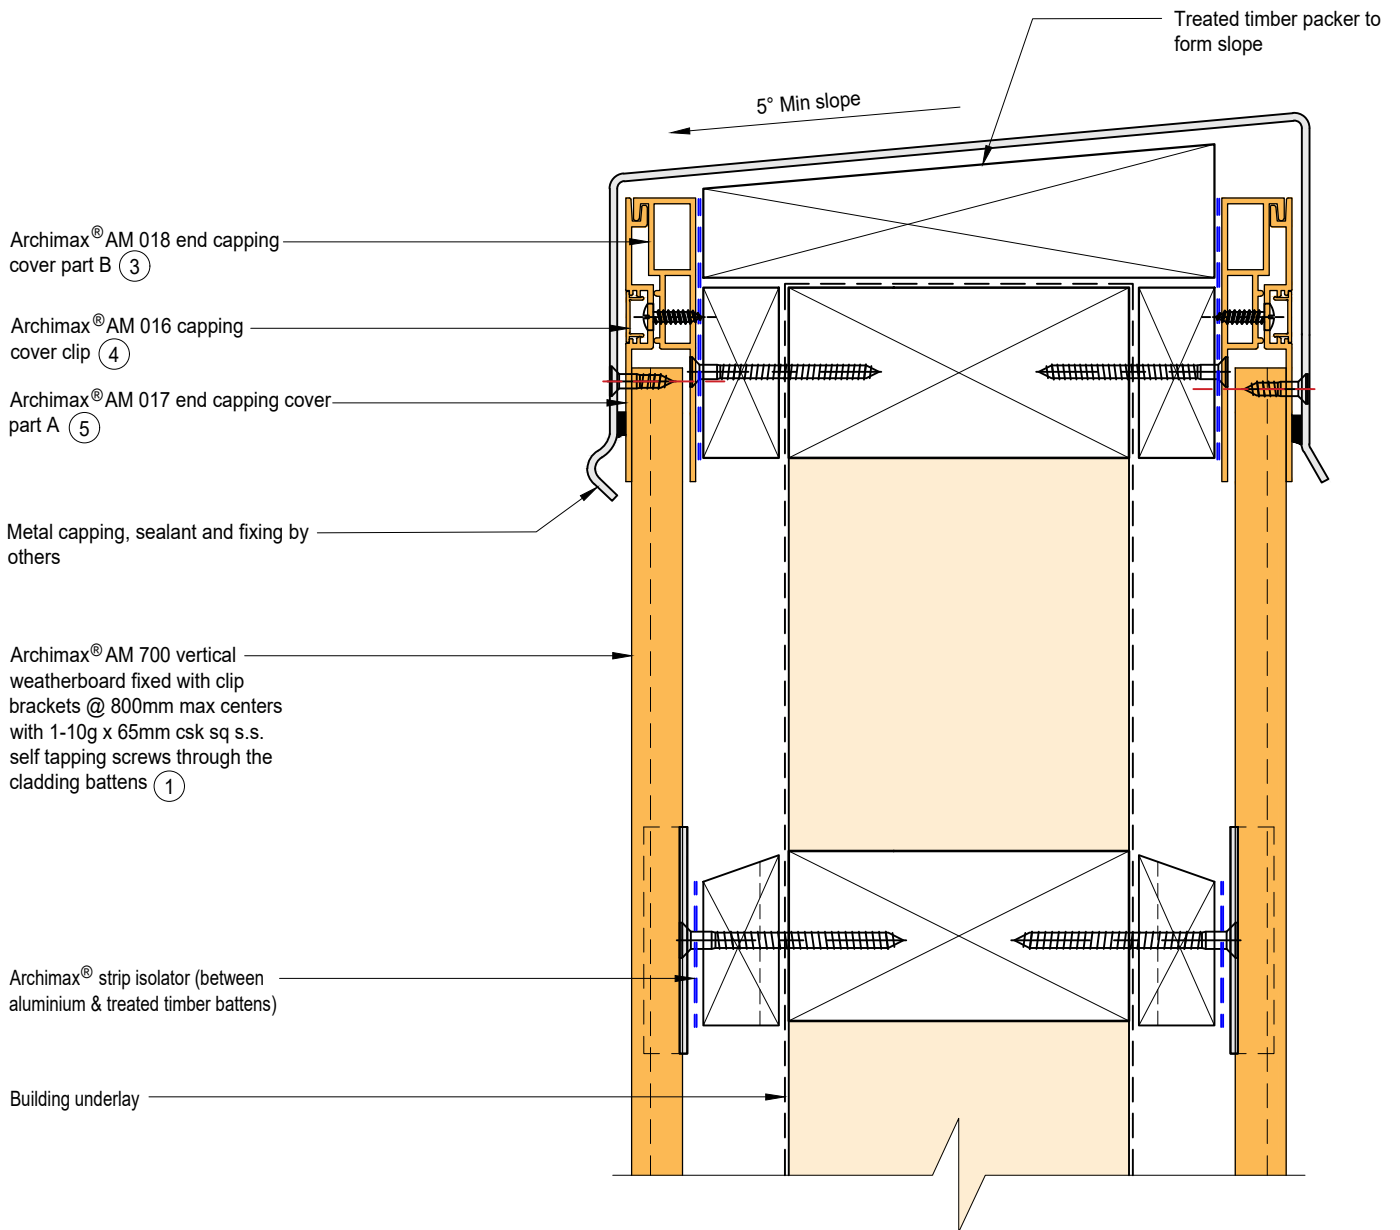 Treated timber packer to
form slope
5° Min slope
Archimax® AM 018 end capping
cover part B 3
Archimax® AM 016 capping
cover clip 4
Archimax® AM 017 end capping cover
part A 5
Metal capping, sealant and fixing by
others
Archimax® AM 700 vertical
weatherboard fixed with clip
brackets @ 800mm max centers
with 1-10g x 65mm csk sq s.s.
self tapping screws through the
cladding battens 1
Archimax® strip isolator (between
aluminium & treated timber battens)
Building underlay